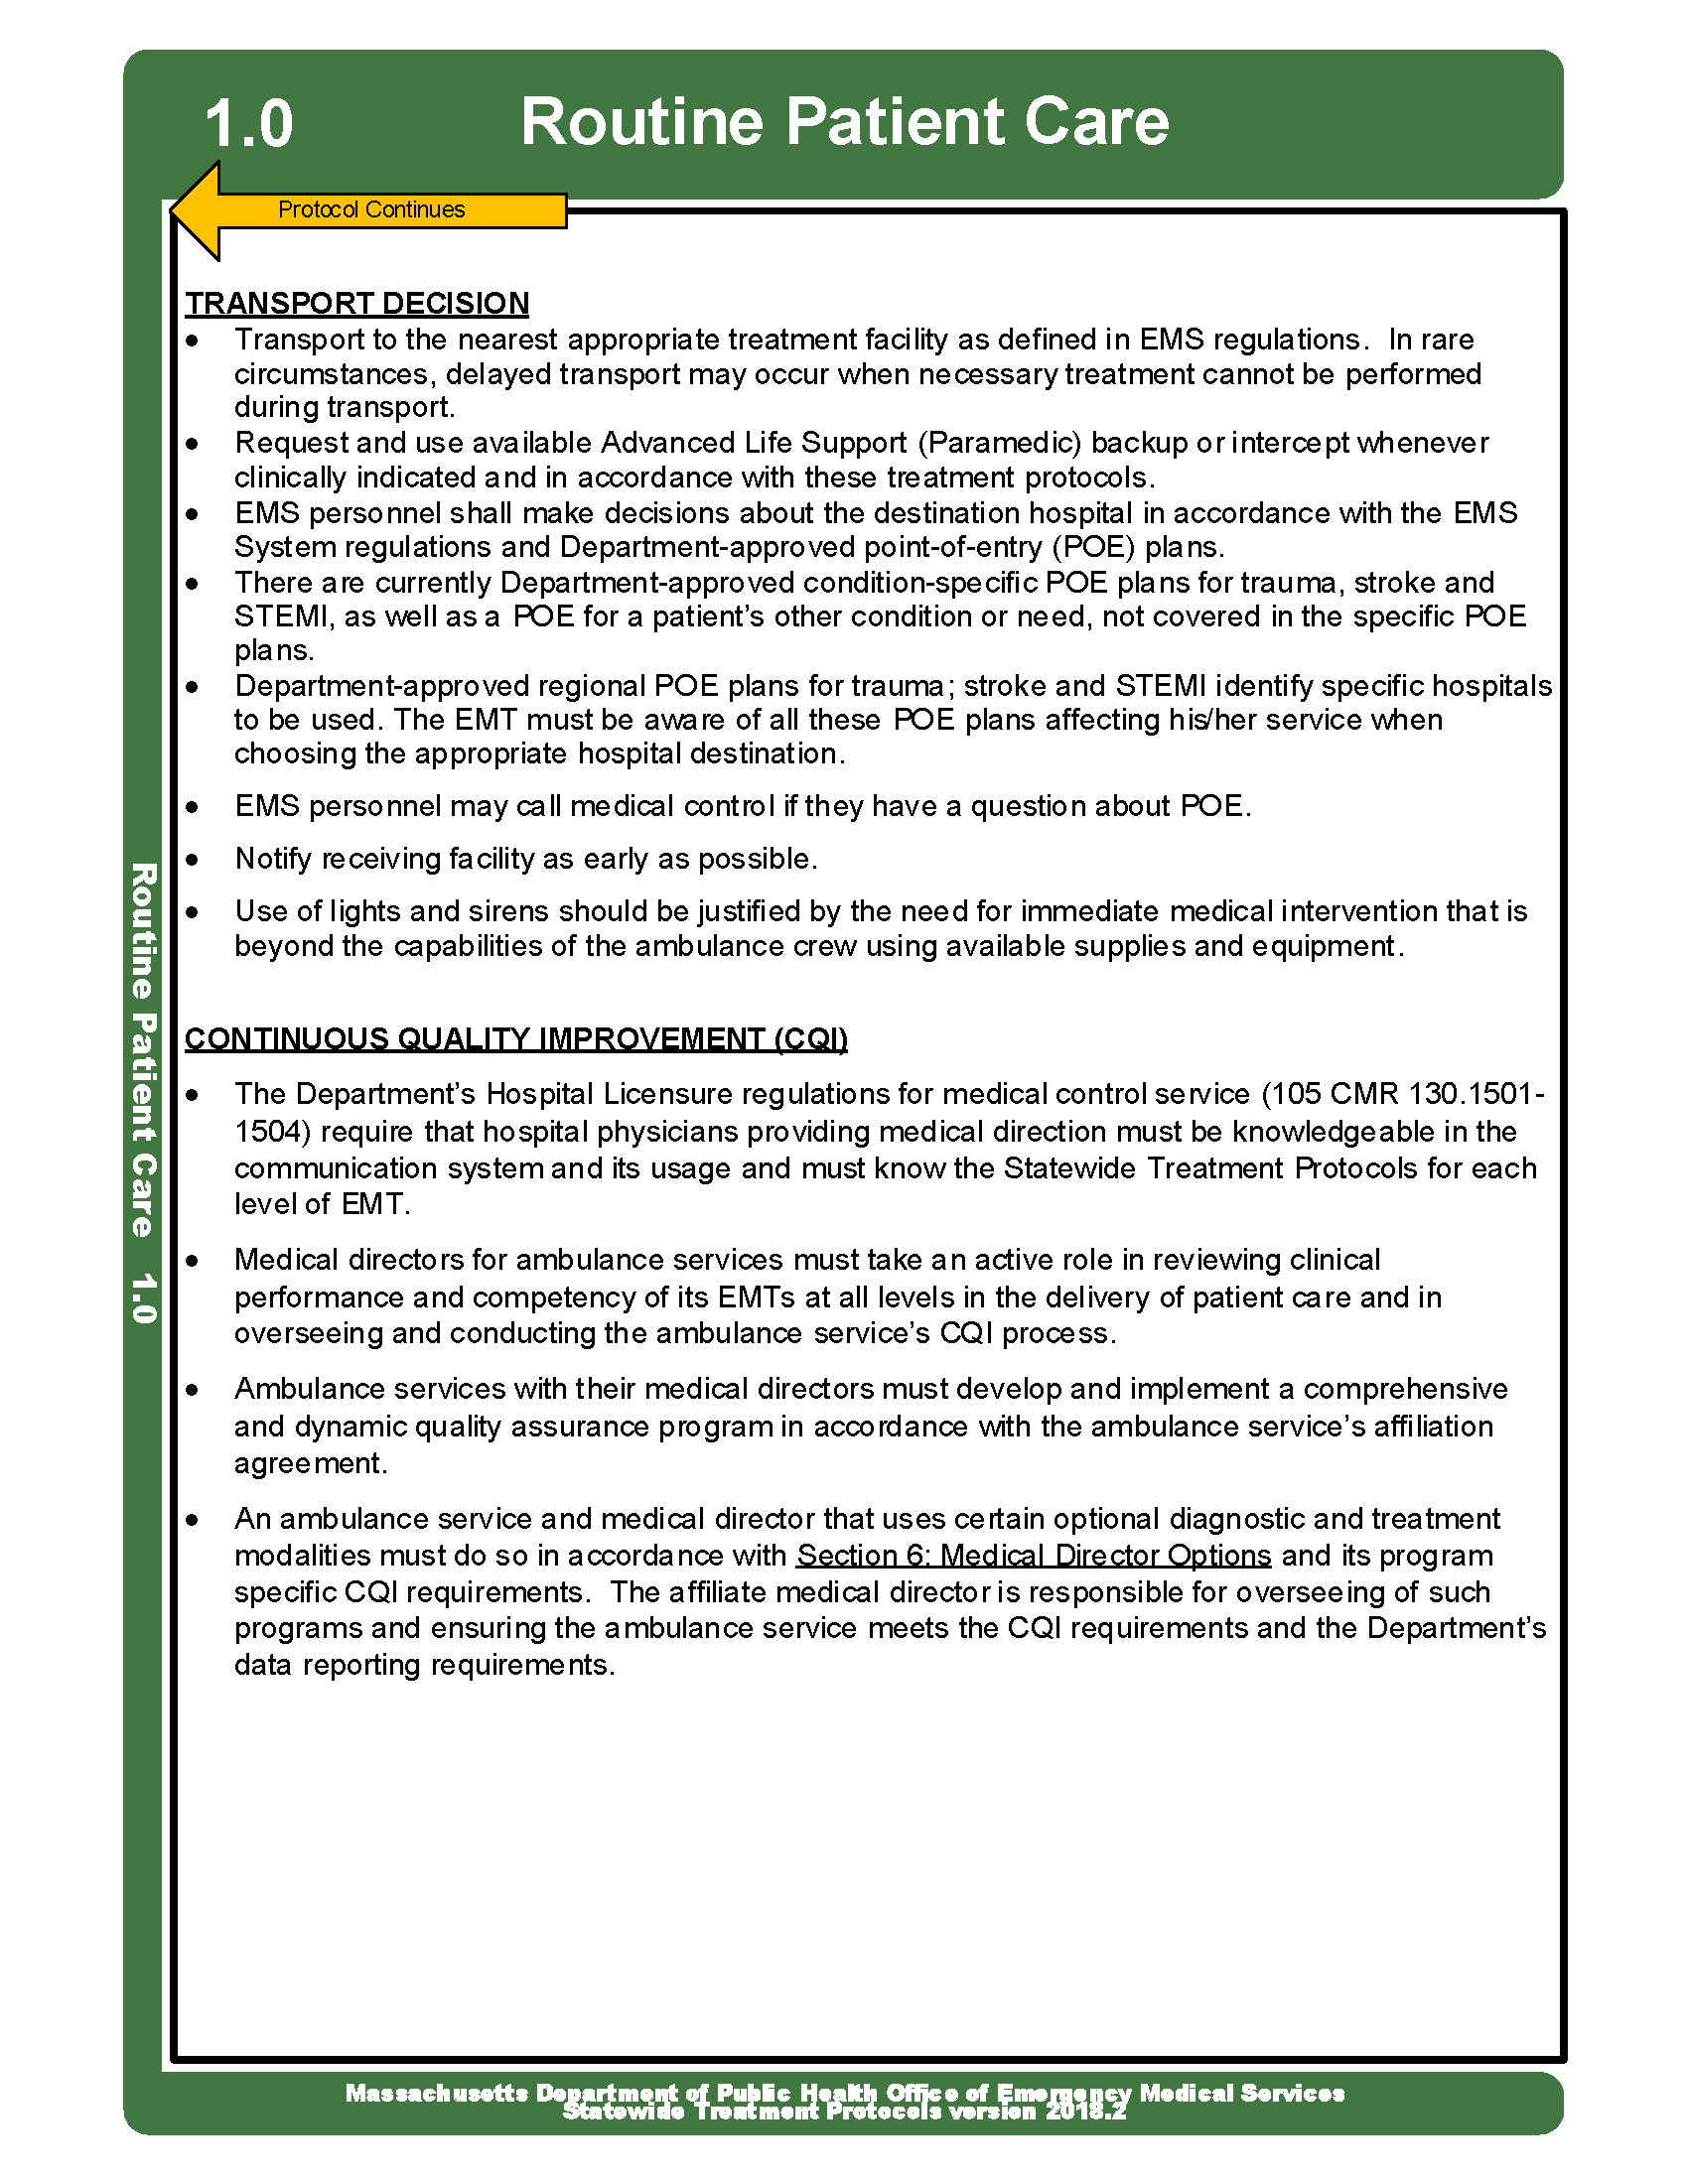 1.0 Routine Patient Care
Protocol Continues
TRANSPORT DECISION
• Transport to the nearest appropriate treatment facility as defined in EMS regulations.  In rare
circumstances, delayed transport may occur when necessary treatment cannot be performed
during transport.
• Request and use available Advanced Life Support (Paramedic) backup or intercept whenever
clinically indicated and in accordance with these treatment protocols.
• EMS personnel shall make decisions about the destination hospital in accordance with the EMS
System regulations and Department-approved point-of-entry (POE) plans.
• There are currently Department-approved condition-specific POE plans for trauma, stroke and
STEMI, as well as a POE for a patient’s other condition or need, not covered in the specific POE
plans.
• Department-approved regional POE plans for trauma; stroke and STEMI identify specific hospitals
to be used. The EMT must be aware of all these POE plans affecting his/her service when
choosing the appropriate hospital destination.
• EMS personnel may call medical control if they have a question about POE.
• Notify receiving facility as early as possible.
• Use of lights and sirens should be justified by the need for immediate medical intervention that is
beyond the capabilities of the ambulance crew using available supplies and equipment.
CONTINUOUS QUALITY IMPROVEMENT (CQI)
• The Department’s Hospital Licensure regulations for medical control service (105 CMR 130.1501-
1504) require that hospital physicians providing medical direction must be knowledgeable in the
communication system and its usage and must know the Statewide Treatment Protocols for each
level of EMT.
• Medical directors for ambulance services must take an active role in reviewing clinical
performance and competency of its EMTs at all levels in the delivery of patient care and in
overseeing and conducting the ambulance service’s CQI process.
• Ambulance services with their medical directors must develop and implement a comprehensive
and dynamic quality assurance program in accordance with the ambulance service’s affiliation
agreement.
• An ambulance service and medical director that uses certain optional diagnostic and treatment
modalities must do so in accordance with Section 6: Medical Director Options and its program
specific CQI requirements.  The affiliate medical director is responsible for overseeing of such
programs and ensuring the ambulance service meets the CQI requirements and the Department’s
data reporting requirements.
Routine Patient Care 1.0
Massachusetts Department of Public Health Office of Emergency Medical Services
Statewide Treatment Protocols version 2018.2